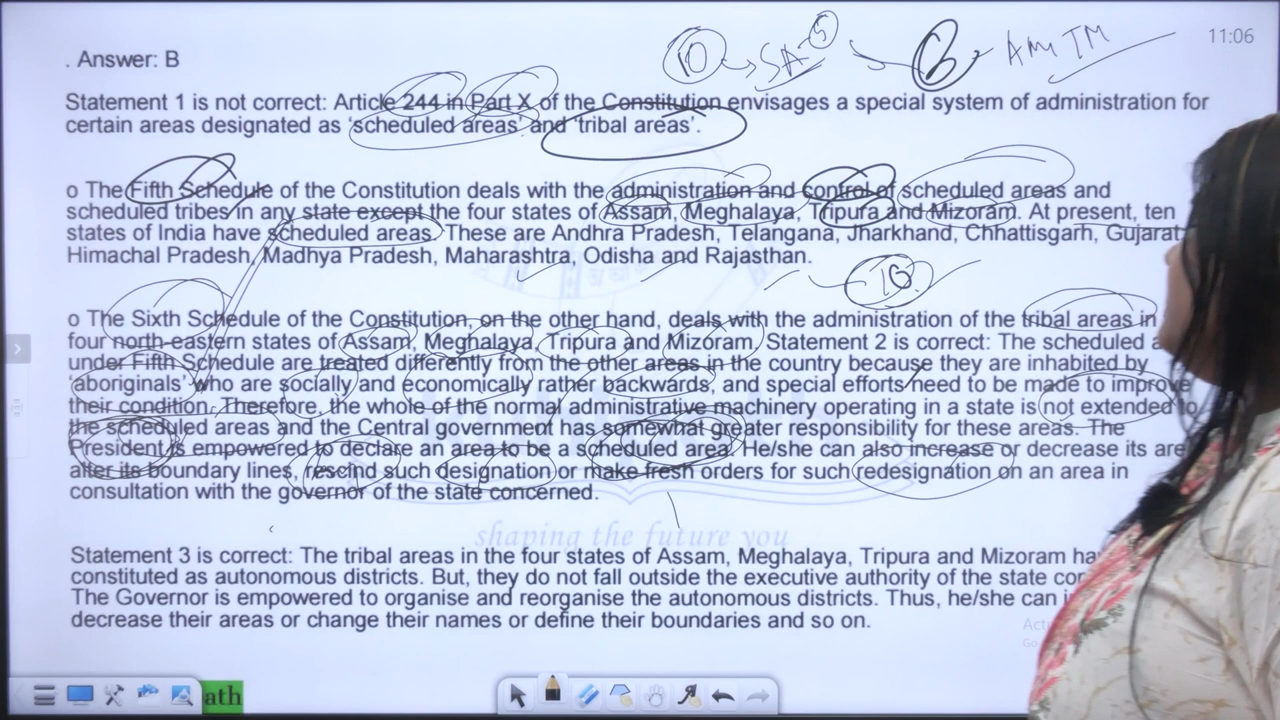 11:06
10 SA 5 6 AM TM
. Answer: B
Statement 1 is not correct: Article 244 in Part X of the Constitution envisages a special system of administration for
certain areas designated as ‘scheduled areas’ and ‘tribal areas’.
o The Fifth Schedule of the Constitution deals with the administration and control of scheduled areas and
scheduled tribes in any state except the four states of Assam, Meghalaya, Tripura and Mizoram. At present, ten
states of India have scheduled areas. These are Andhra Pradesh, Telangana, Jharkhand, Chhattisgarh, Gujarat
Himachal Pradesh, Madhya Pradesh, Maharashtra, Odisha and Rajasthan.
10
o The Sixth Schedule of the Constitution, on the other hand, deals with the administration of the tribal areas in
four north-eastern states of Assam, Meghalaya, Tripura and Mizoram. Statement 2 is correct: The scheduled
under Fifth Schedule are treated differently from the other areas in the country because they are inhabited by
‘aboriginals’ who are socially and economically rather backwards, and special efforts need to be made to improve
their condition. Therefore, the whole of the normal administrative machinery operating in a state is not extended to
the scheduled areas and the Central government has somewhat greater responsibility for these areas. The
President is empowered to declare an area to be a scheduled area. He/she can also increase or decrease its
alter its boundary lines, rescind such designation or make fresh orders for such redesignation on an area in
consultation with the governor of the state concerned.
shaping the future you
Statement 3 is correct: The tribal areas in the four states of Assam, Meghalaya, Tripura and Mizoram
constituted as autonomous districts. But, they do not fall outside the executive authority of the state
The Governor is empowered to organise and reorganise the autonomous districts. Thus, he/she can
decrease their areas or change their names or define their boundaries and so on.
ath